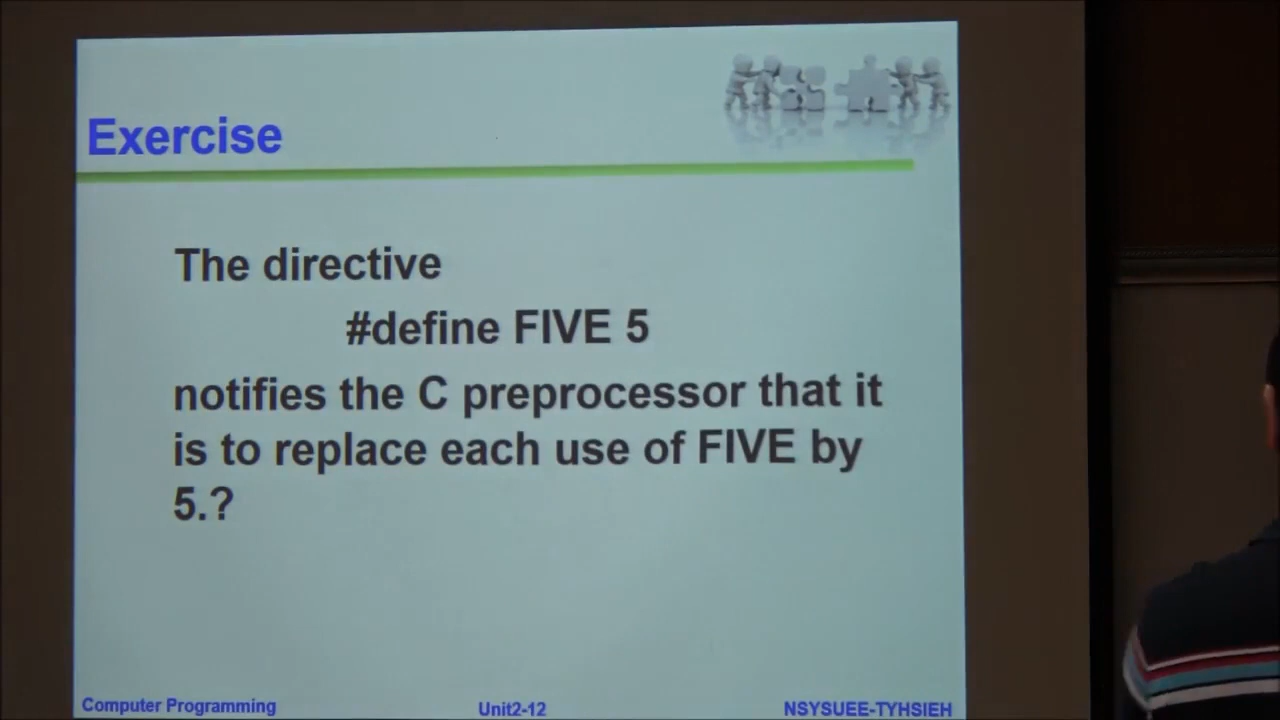 Exercise
The directive
#define FIVE 5
notifies the C preprocessor that it
is to replace each use of FIVE by
5.?
Computer Programming
Unit2-12
NSYSUEE-TYHSIEH